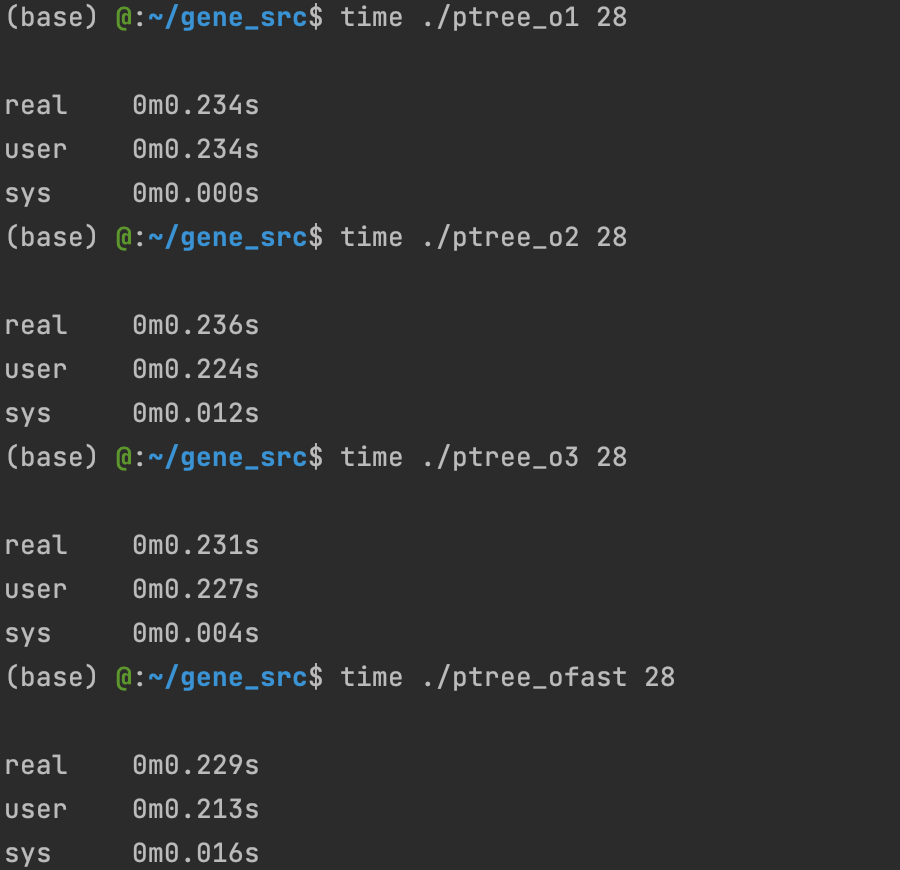 (base) @:~/gene_src$ time ./ptree_o1 28
real 0m0.234s
user 0m0.234s
sys 0m0.000s
(base) @:~/gene_src$ time ./ptree_o2 28
real 0m0.236s
user 0m0.224s
sys 0m0.012s
(base) @:~/gene_src$ time ./ptree_o3 28
real 0m0.231s
user 0m0.227s
sys 0m0.004s
(base) @:~/gene_src$ time ./ptree_ofast 28
real 0m0.229s
user 0m0.213s
sys 0m0.016s